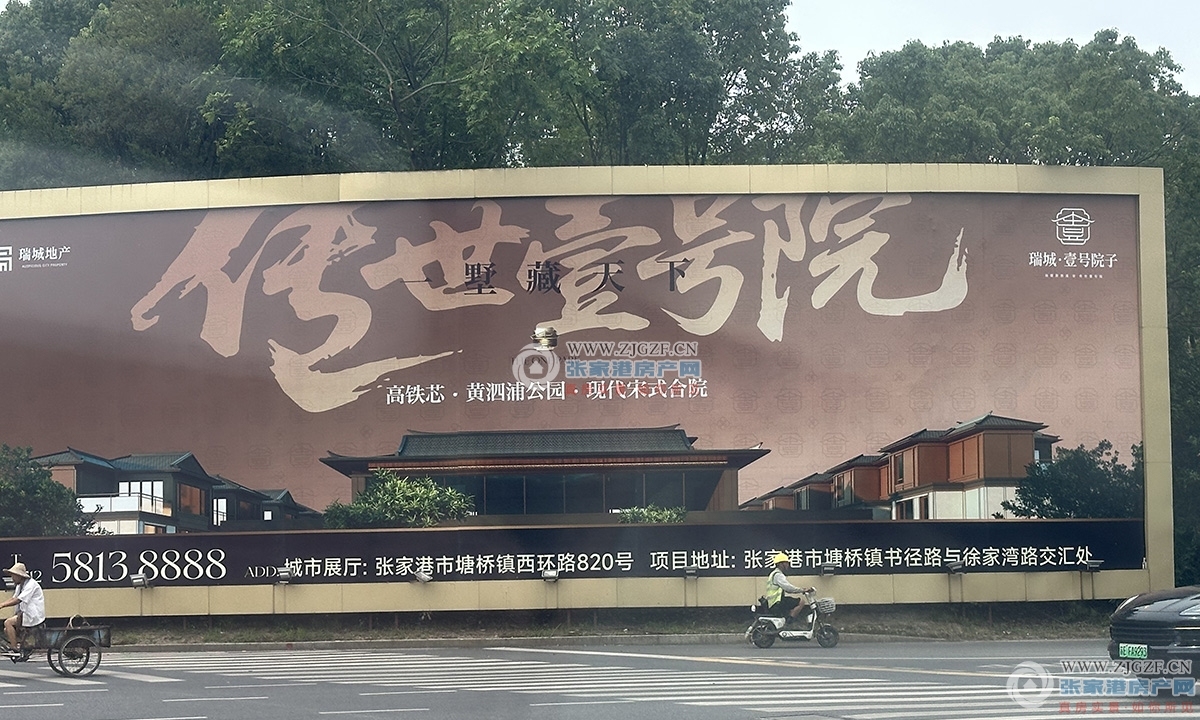 传世壹号院
一墅藏天下
瑞城地产
AUSPICIOUS CITY PROPERTY
瑞城·壹号院子
WWW.ZJGZF.CN
张家港房产网
高铁芯·黄泗浦公园·现代宋式合院
5813.8888
ADD: 城市展厅: 张家港市塘桥镇西环路820号 项目地址: 张家港市塘桥镇书径路与徐家湾路交汇处
WWW.ZJGZF.CN
张家港房产网